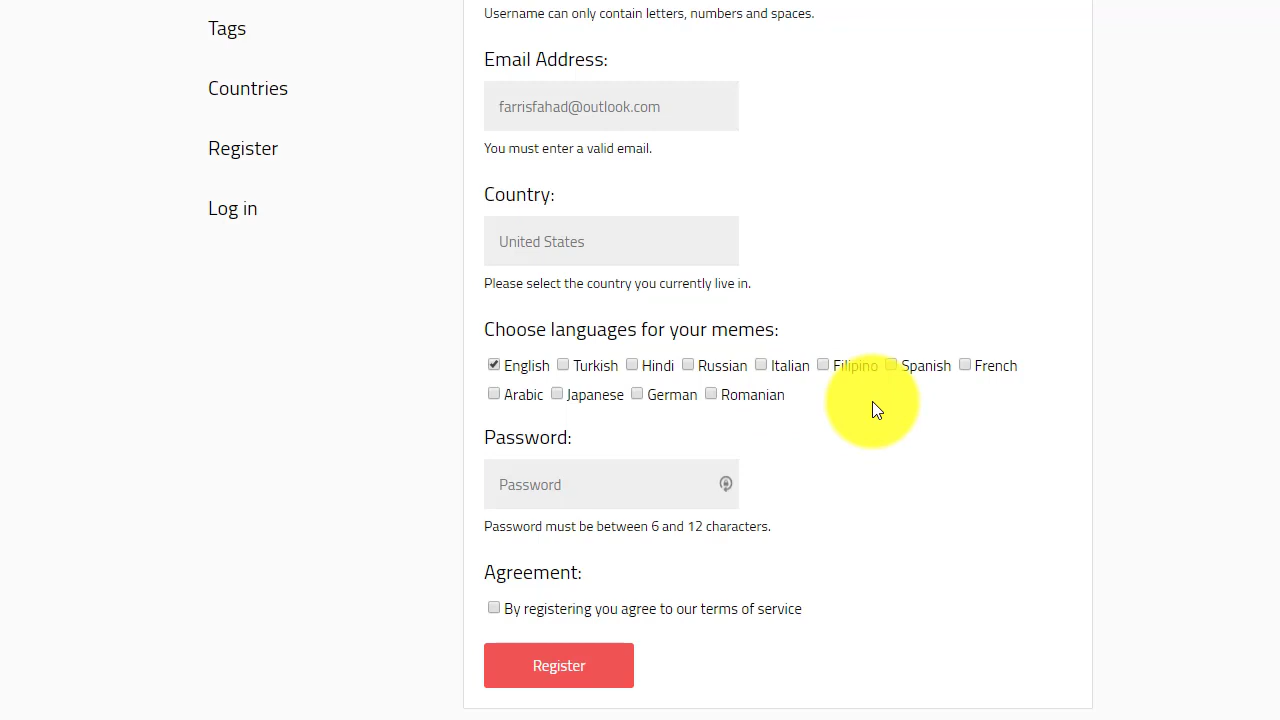 Tags
Countries
Register
Log in
Username can only contain letters, numbers and spaces.
Email Address:
farrisfahad@outlook.com
You must enter a valid email.
Country:
United States
Please select the country you currently live in.
Choose languages for your memes:
English Turkish Hindi Russian Italian Filipino Spanish French
Arabic Japanese German Romanian
Password:
Password
Password must be between 6 and 12 characters.
Agreement:
By registering you agree to our terms of service
Register